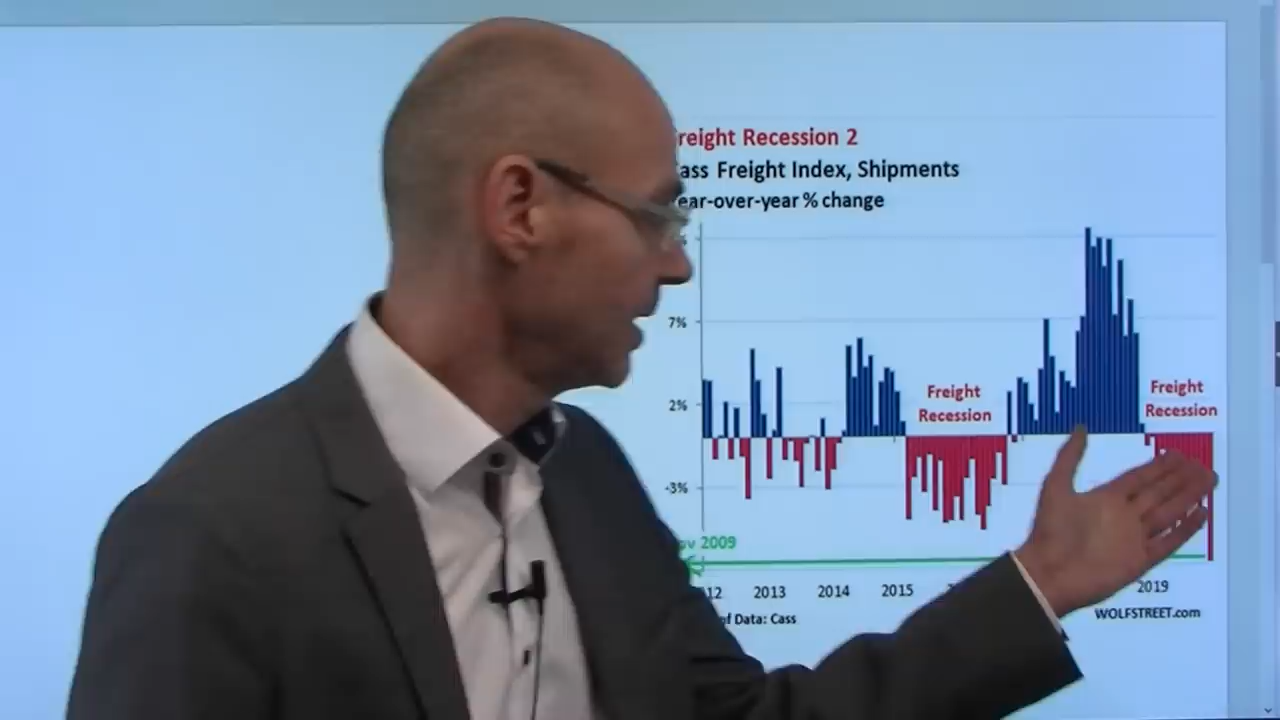 reight Recession 2
ass Freight Index, Shipments
ear-over-year % change
7%
2%
-3%
Freight
Recession
Freight
Recession
ov 2009
12 2013 2014 2015 2019
of Data: Cass
WOLFSTREET.com